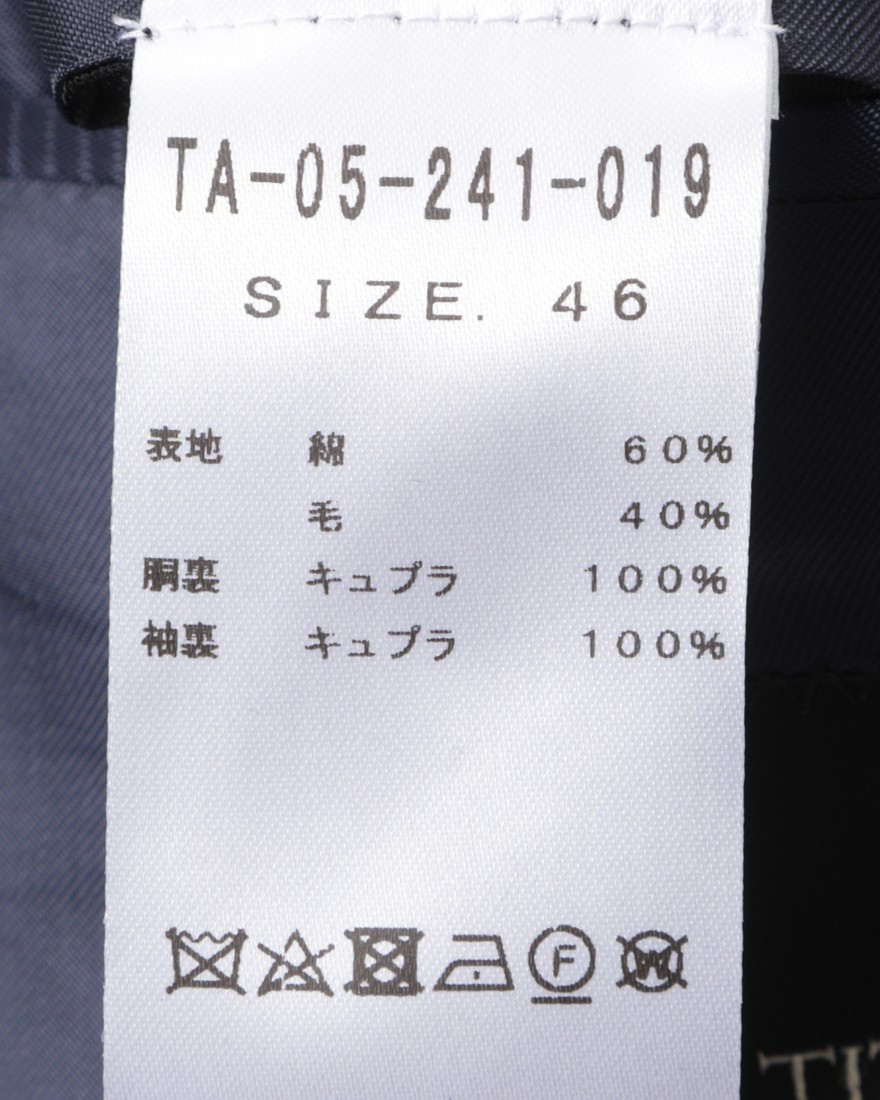 TA-05-241-019
SIZE. 46
表地 綿 60%
毛 40%
胴裏 キュプラ 100%
袖裏 キュプラ 100%
F W